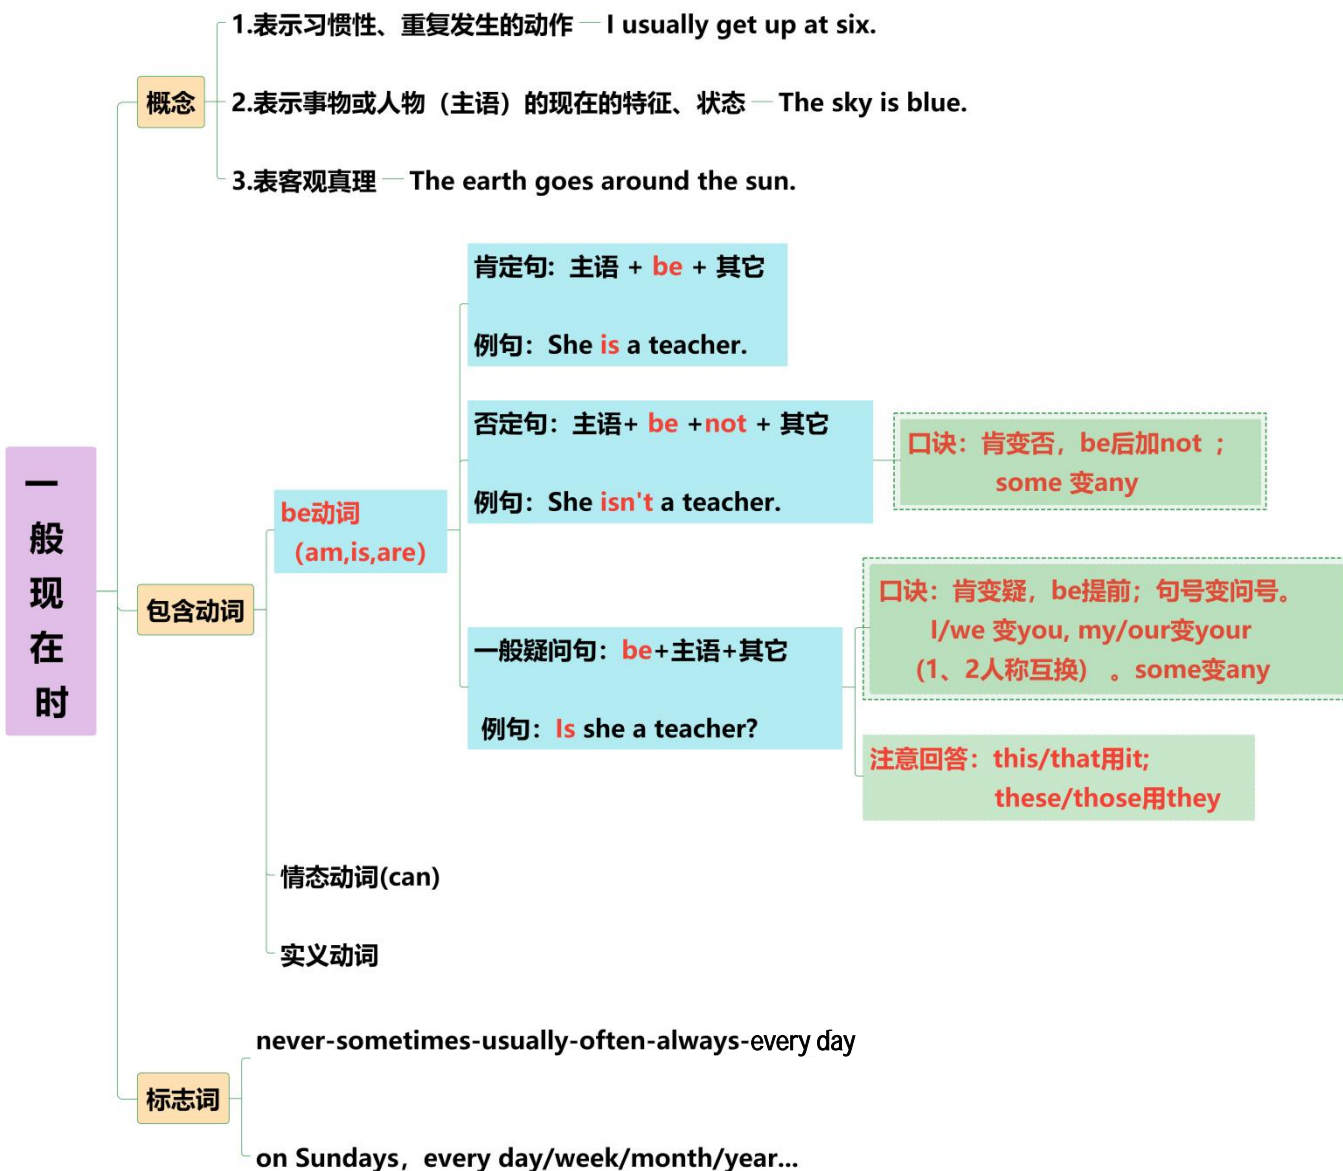 一般现在时
概念
1.表示习惯性、重复发生的动作 I usually get up at six.
2.表示事物或人物（主语）的现在的特征、状态 The sky is blue.
3.表客观真理 The earth goes around the sun.
包含动词
be动词
（am,is,are）
肯定句：主语 + be + 其它
例句：She is a teacher.
否定句：主语+ be +not + 其它
例句：She isn't a teacher.
口诀：肯变否，be后加not ；
some 变any
一般疑问句：be+主语+其它
例句：Is she a teacher?
口诀：肯变疑，be提前；句号变问号。
I/we 变you, my/our变your
(1、2人称互换） 。some变any
注意回答：this/that用it;
these/those用they
情态动词(can)
实义动词
标志词
never-sometimes-usually-often-always-every day
on Sundays，every day/week/month/year...